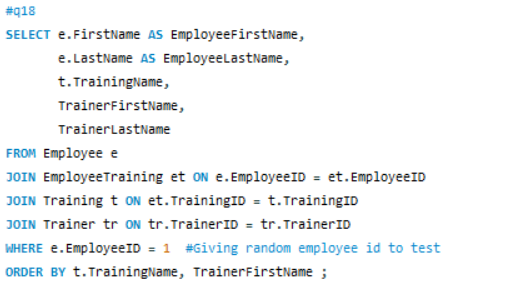 #q18
SELECT e.FirstName AS EmployeeFirstName,
e.LastName AS EmployeeLastName,
t.TrainingName,
TrainerFirstName,
TrainerLastName
FROM Employee e
JOIN EmployeeTraining et ON e.EmployeeID = et.EmployeeID
JOIN Training t ON et.TrainingID = t.TrainingID
JOIN Trainer tr ON tr.TrainerID = tr.TrainerID
WHERE e.EmployeeID = 1  #Giving random employee id to test
ORDER BY t.TrainingName, TrainerFirstName ;